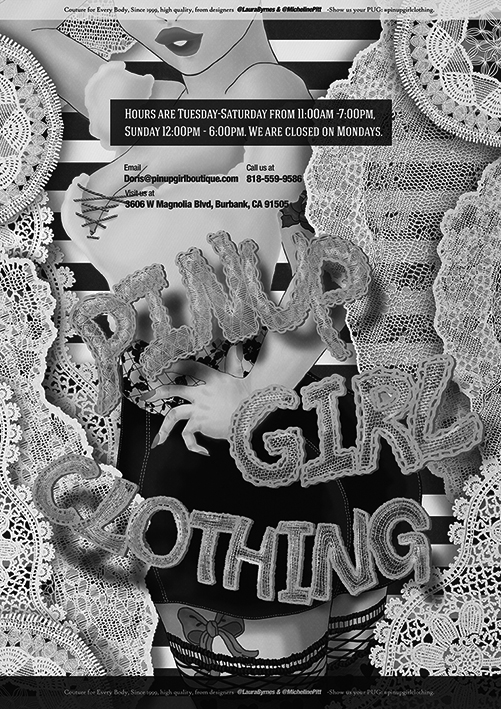 Couture for Every Body, Since 1999, high quality, from designers @LauraByrnes & @MichelinePitt -Show us your PUG: #pinupgirlclothing.
Hours are Tuesday-Saturday from 11:00am -7:00pm,
Sunday 12:00pm - 6:00pm. We are closed on Mondays.
Email Call us at
Doris@pinupgirlboutique.com 818-559-9586
Visit us at
3606 W Magnolia Blvd, Burbank, CA 91505
PINUP
GIRL
CLOTHING
Couture for Every Body, Since 1999, high quality, from designers @LauraByrnes & @MichelinePitt -Show us your PUG: #pinupgirlclothing.